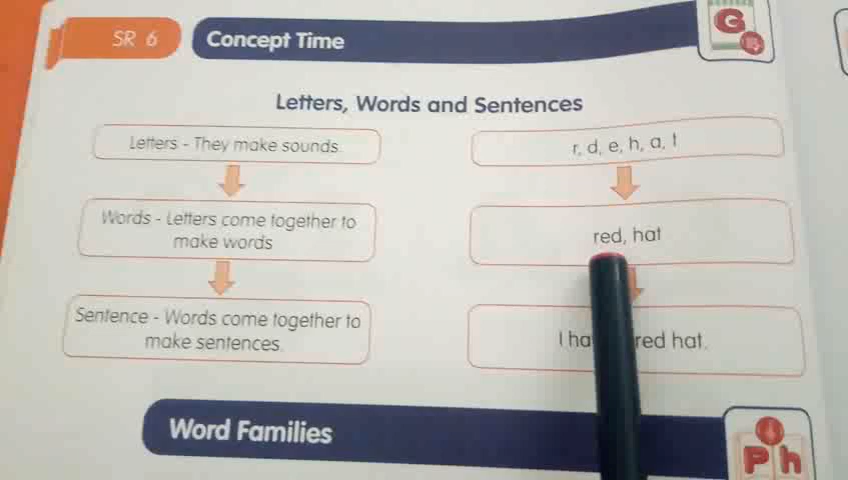 SR 6
Concept Time
G
Letters, Words and Sentences
Letters - They make sounds.
r, d, e, h, a, t
Words - Letters come together to
make words
red, hat
Sentence - Words come together to
make sentences.
I ha red hat.
Word Families
Ph